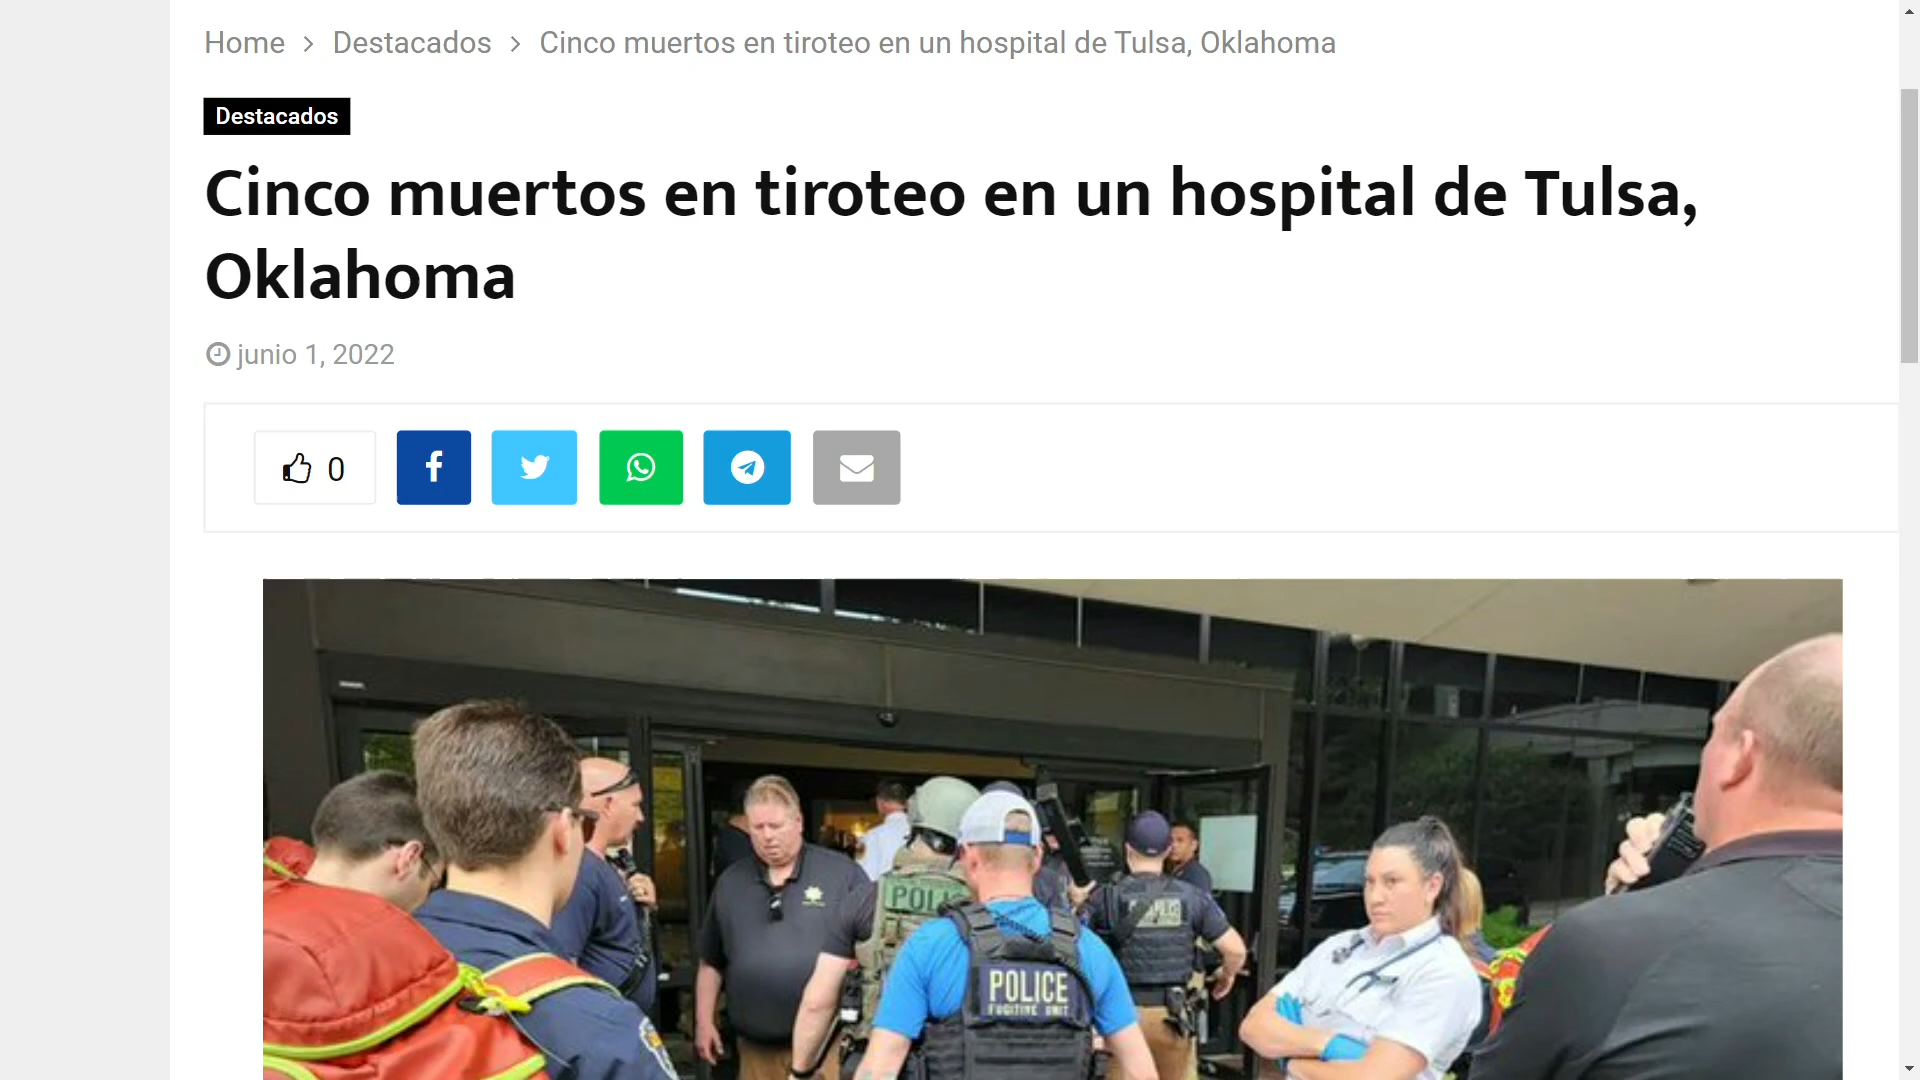 Home > Destacados > Cinco muertos en tiroteo en un hospital de Tulsa, Oklahoma
Destacados
Cinco muertos en tiroteo en un hospital de Tulsa,
Oklahoma
junio 1, 2022
0
POLI
POLICE
FUGITIVE UNIT